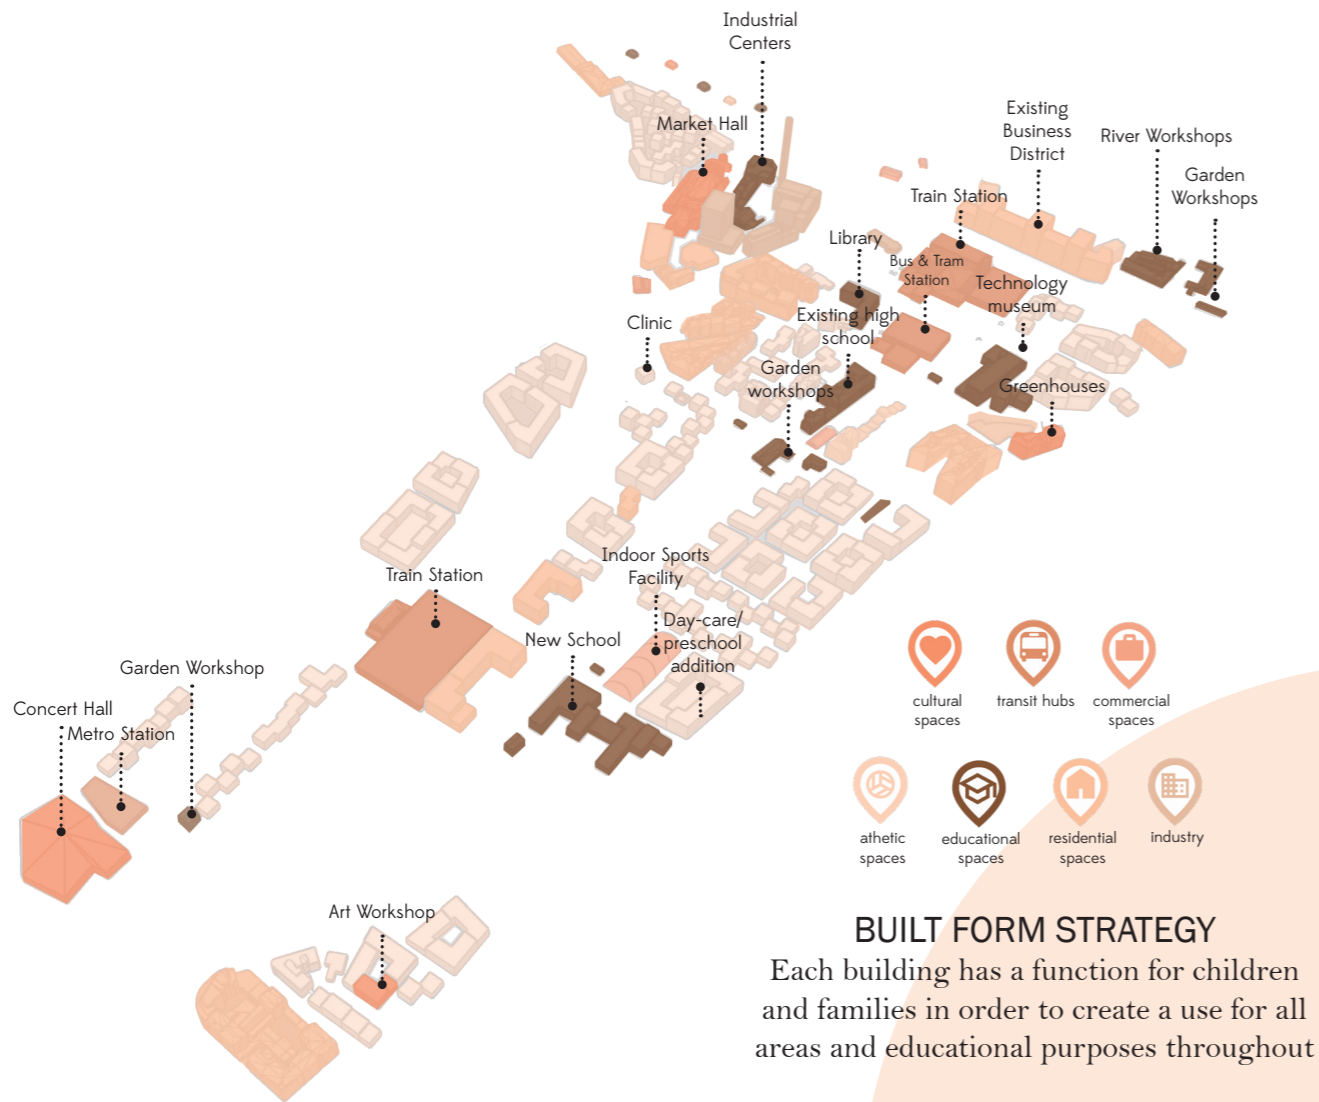 Industrial
Centers
Market Hall
Existing
Business
District
River Workshops
Garden
Workshops
Train Station
Library
Bus & Tram
Station
Technology
museum
Existing high
school
Clinic
Garden
workshops
Greenhouses
Train Station
Indoor Sports
Facility
Day-care/
preschool
addition
New School
Garden Workshop
Concert Hall
Metro Station
Art Workshop
cultural
spaces
transit hubs
commercial
spaces
athetic
spaces
educational
spaces
residential
spaces
industry
BUILT FORM STRATEGY
Each building has a function for children
and families in order to create a use for all
areas and educational purposes throughout